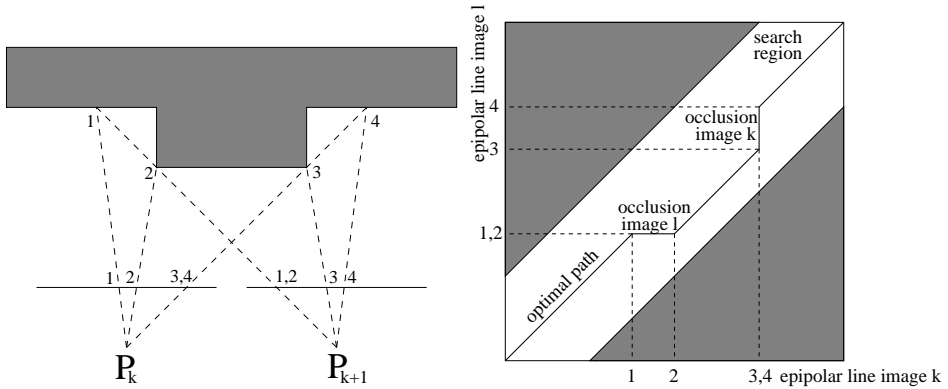 1
4
2
3
1 2
3,4
1,2
3 4
P_k
P_{k+1}
epipolar line image l
search
region
4
occlusion
image k
3
occlusion
image l
1,2
optimal path
1
2
3,4 epipolar line image k